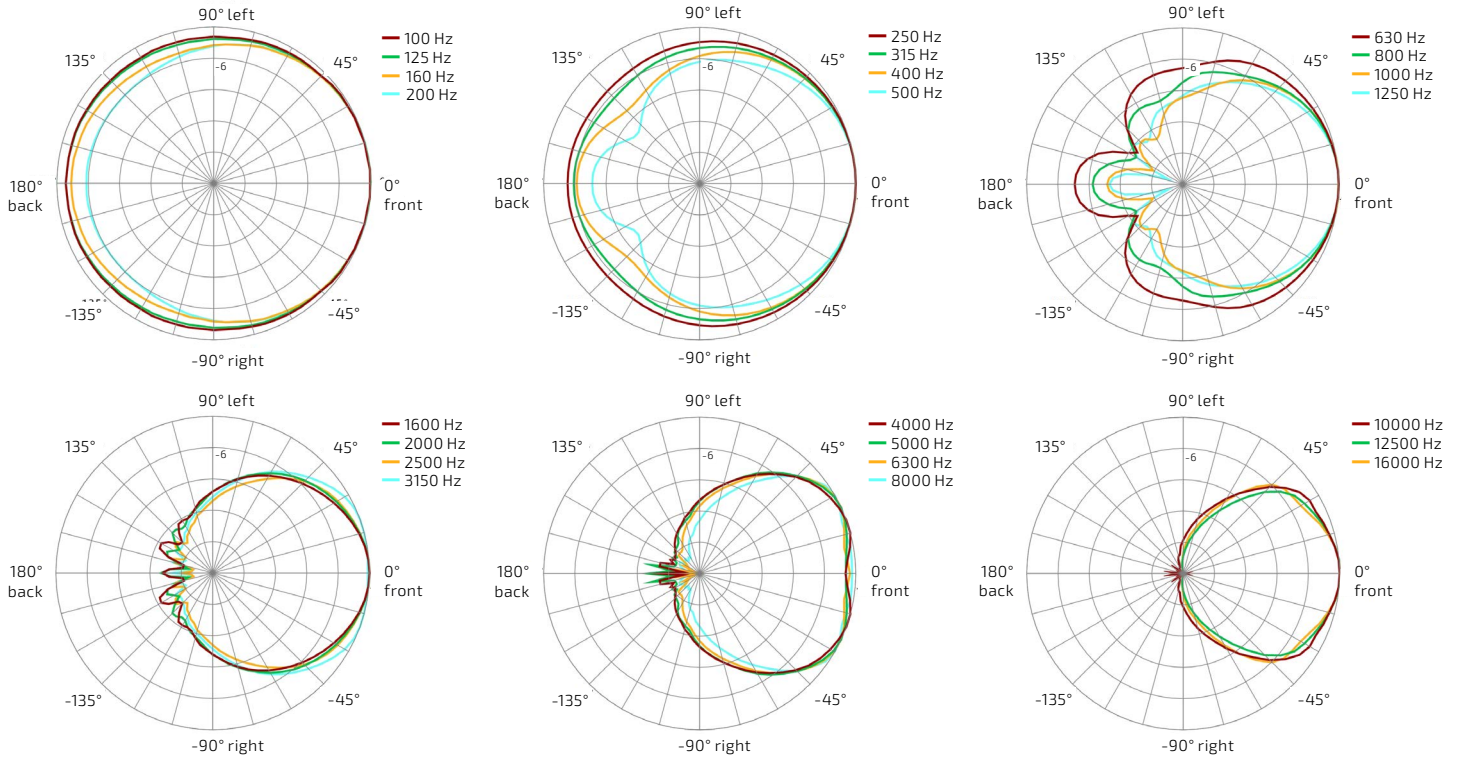 90° left
135°
45°
-6
100 Hz
125 Hz
160 Hz
200 Hz
180°
back
0°
front
-135°
-45°
-90° right
90° left
135°
45°
-6
250 Hz
315 Hz
400 Hz
500 Hz
180°
back
0°
front
-135°
-45°
-90° right
90° left
135°
45°
-6
630 Hz
800 Hz
1000 Hz
1250 Hz
180°
back
0°
front
-135°
-45°
-90° right
90° left
135°
45°
-6
1600 Hz
2000 Hz
2500 Hz
3150 Hz
180°
back
0°
front
-135°
-45°
-90° right
90° left
135°
45°
-6
4000 Hz
5000 Hz
6300 Hz
8000 Hz
180°
back
0°
front
-135°
-45°
-90° right
90° left
135°
45°
-6
10000 Hz
12500 Hz
16000 Hz
180°
back
0°
front
-135°
-45°
-90° right